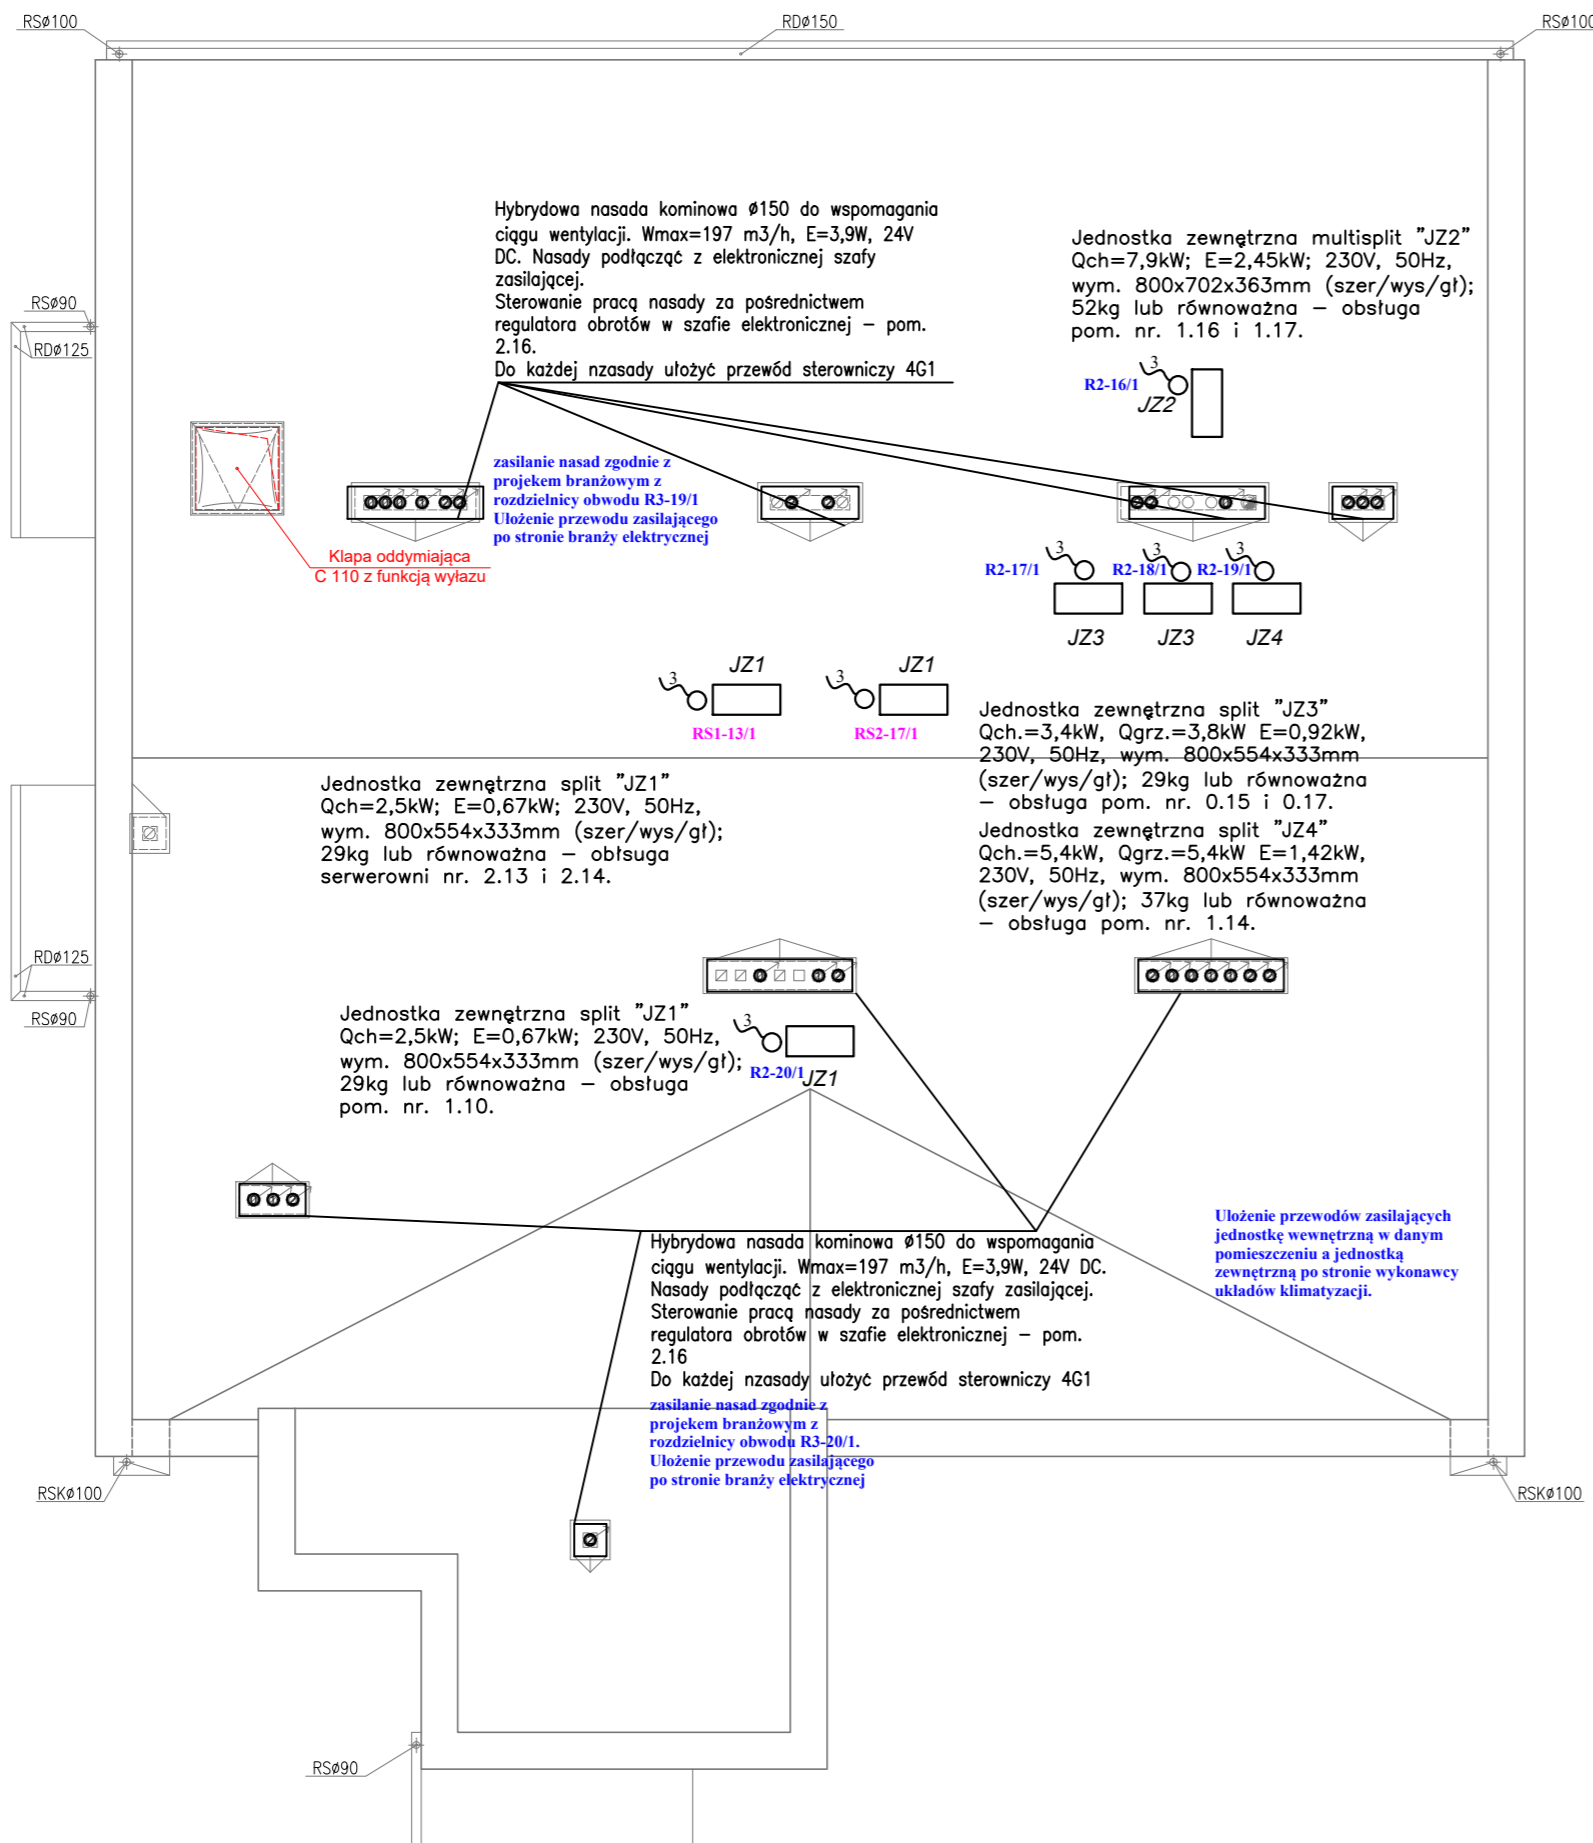 RSø100
RDø150
RSø100
Hybrydowa nasada kominowa ø150 do wspomagania
ciągu wentylacji. Wmax=197 m3/h, E=3,9W, 24V
DC. Nasady podłączć z elektronicznej szafy
zasilającej.
Sterowanie pracą nasady za pośrednictwem
regulatora obrotów w szafie elektronicznej – pom.
2.16.
Do każdej nzasady ułożyć przewód sterowniczy 4G1
Jednostka zewnętrzna multisplit "JZ2"
Qch=7,9kW; E=2,45kW; 230V, 50Hz,
wym. 800x702x363mm (szer/wys/gł);
52kg lub równoważna – obsługa
pom. nr. 1.16 i 1.17.
RSø90
RDø125
3
R2-16/1
JZ2
zasilanie nasad zgodnie z
projekem branżowym z
rozdzielnicy obwodu R3-19/1
Ułożenie przewodu zasilającego
po stronie branży elektrycznej
Klapa oddymiająca
C 110 z funkcją wyłazu
3
3
3
R2-17/1
R2-18/1
R2-19/1
JZ3
JZ3
JZ4
3
JZ1
3
JZ1
RS1-13/1
RS2-17/1
Jednostka zewnętrzna split "JZ3"
Qch.=3,4kW, Qgrz.=3,8kW E=0,92kW,
230V, 50Hz, wym. 800x554x333mm
(szer/wys/gł); 29kg lub równoważna
– obsługa pom. nr. 0.15 i 0.17.
Jednostka zewnętrzna split "JZ1"
Qch=2,5kW; E=0,67kW; 230V, 50Hz,
wym. 800x554x333mm (szer/wys/gł);
29kg lub równoważna – obłsuga
serwerowni nr. 2.13 i 2.14.
Jednostka zewnętrzna split "JZ4"
Qch.=5,4kW, Qgrz.=5,4kW E=1,42kW,
230V, 50Hz, wym. 800x554x333mm
(szer/wys/gł); 37kg lub równoważna
– obsługa pom. nr. 1.14.
RDø125
RSø90
Jednostka zewnętrzna split "JZ1"
Qch=2,5kW; E=0,67kW; 230V, 50Hz,
wym. 800x554x333mm (szer/wys/gł);
29kg lub równoważna – obsługa
pom. nr. 1.10.
3
R2-20/1
JZ1
Ułożenie przewodów zasilających
jednostkę wewnętrzną w danym
pomieszczeniu a jednostką
zewnętrzną po stronie wykonawcy
układów klimatyzacji.
Hybrydowa nasada kominowa ø150 do wspomagania
ciągu wentylacji. Wmax=197 m3/h, E=3,9W, 24V DC.
Nasady podłączć z elektronicznej szafy zasilającej.
Sterowanie pracą nasady za pośrednictwem
regulatora obrotów w szafie elektronicznej – pom.
2.16
Do każdej nzasady ułożyć przewód sterowniczy 4G1
zasilanie nasad zgodnie z
projekem branżowym z
rozdzielnicy obwodu R3-20/1.
Ułożenie przewodu zasilającego
po stronie branży elektrycznej
RSKø100
RSKø100
RSø90